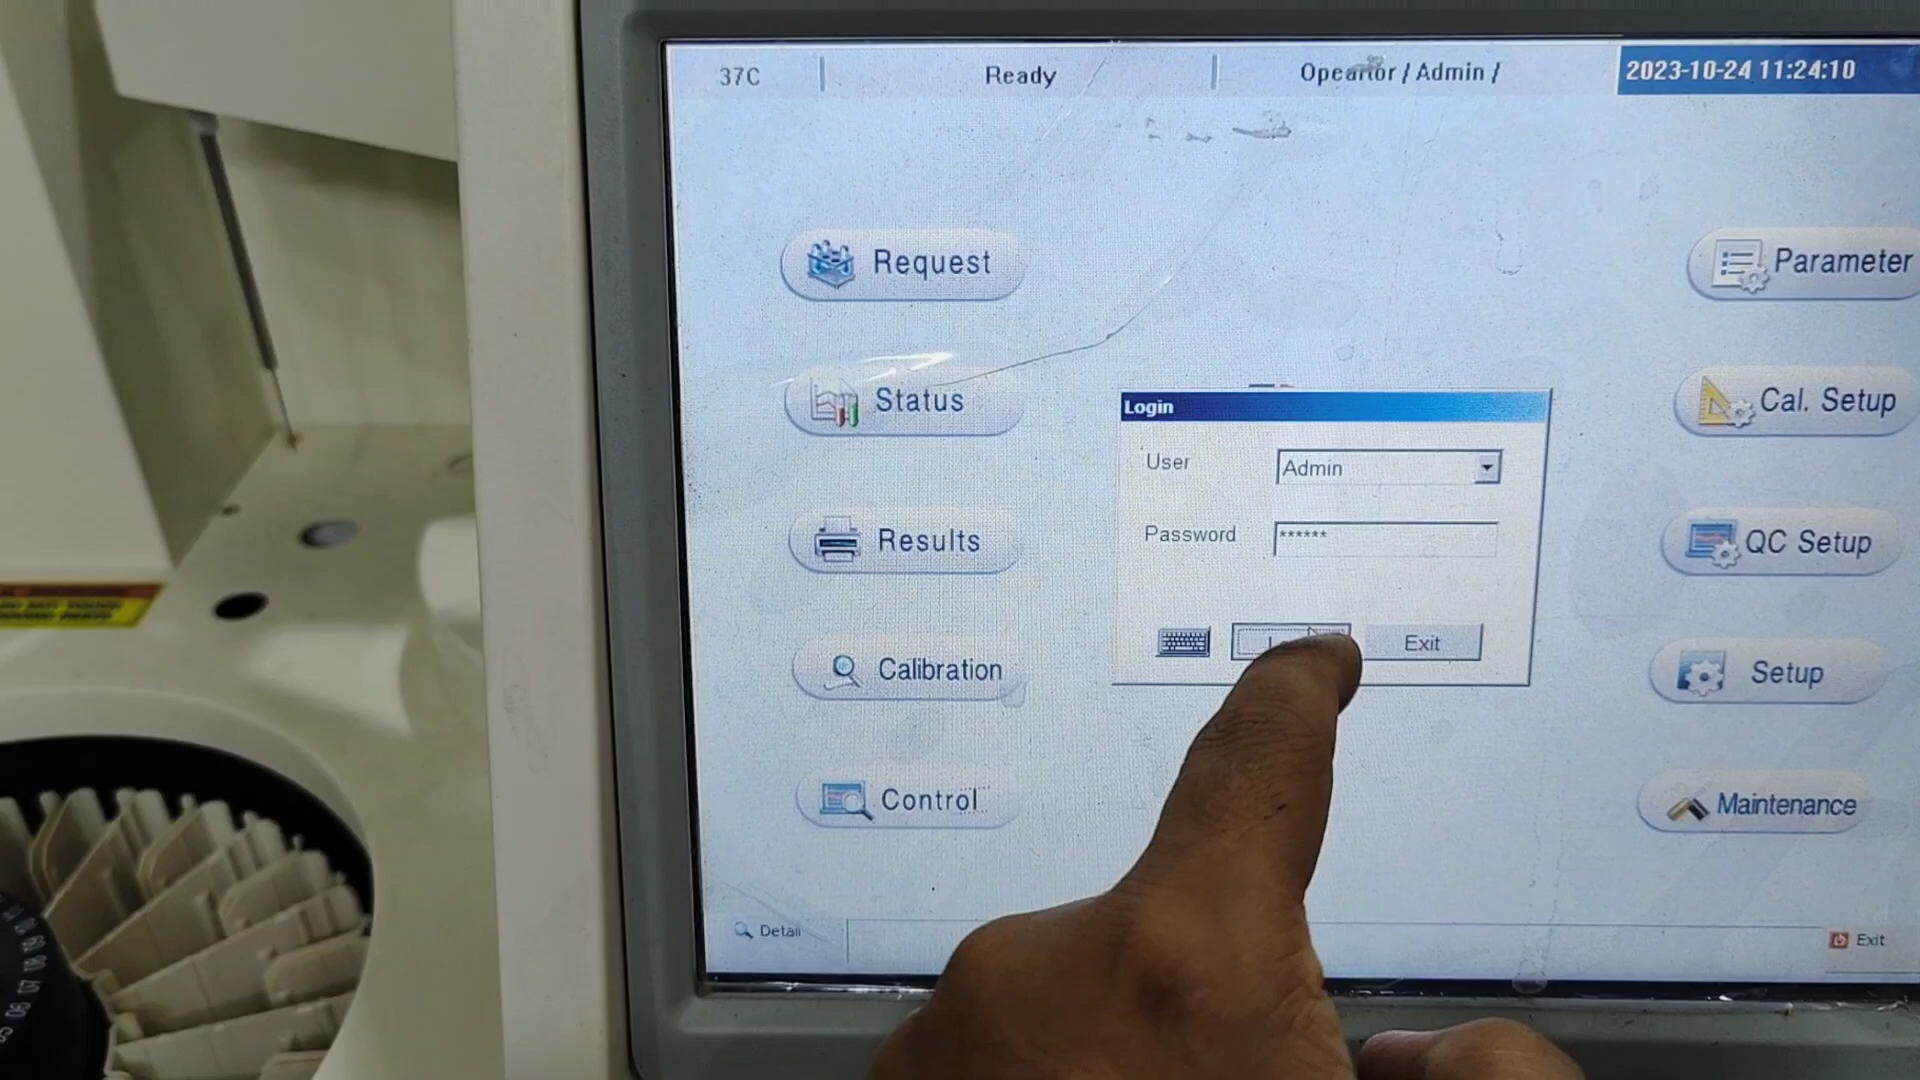 37C
Ready
Opeartor / Admin /
2023-10-24 11:24:10
Request
Parameter
Status
Cal. Setup
Login
User
Admin
Password
******
Results
QC Setup
Exit
Calibration
Setup
Control
Maintenance
Detail
Exit